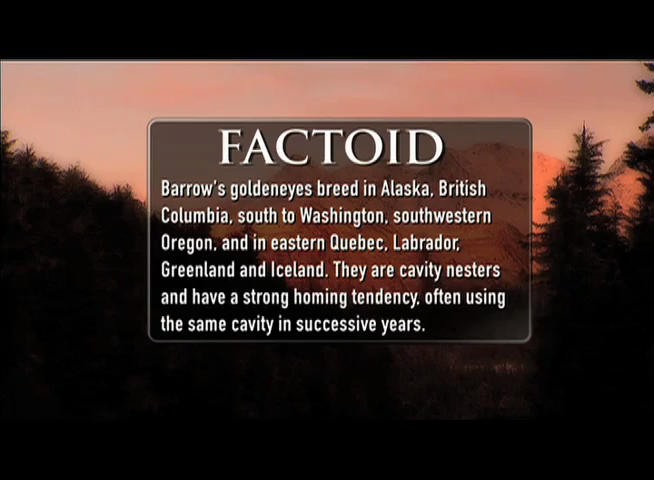 FACTOID
Barrow's goldeneyes breed in Alaska, British
Columbia, south to Washington, southwestern
Oregon, and in eastern Quebec, Labrador,
Greenland and Iceland. They are cavity nesters
and have a strong homing tendency, often using
the same cavity in successive years.